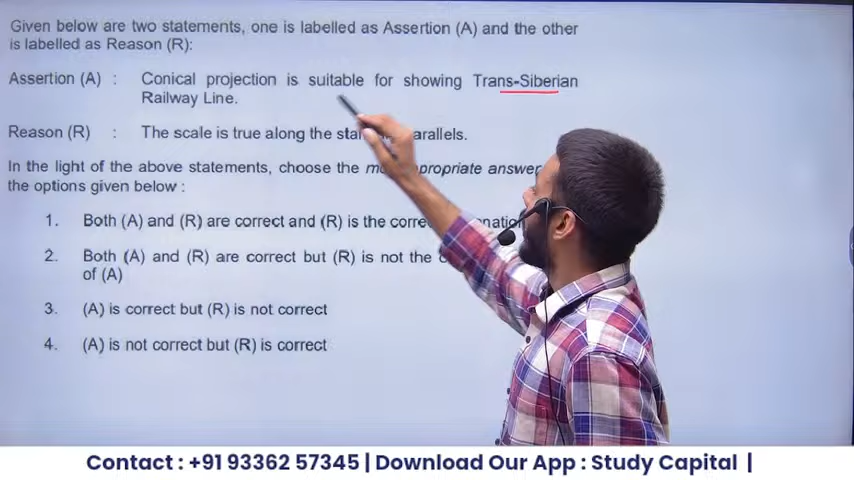 Given below are two statements, one is labelled as Assertion (A) and the other
is labelled as Reason (R):
Assertion (A) : Conical projection is suitable for showing Trans-Siberian
Railway Line.
Reason (R) : The scale is true along the parallels.
In the light of the above statements, choose the appropriate answer
the options given below :
1. Both (A) and (R) are correct and (R) is the
2. Both (A) and (R) are correct but (R) is not the
of (A)
3. (A) is correct but (R) is not correct
4. (A) is not correct but (R) is correct
Contact : +91 93362 57345 | Download Our App : Study Capital |